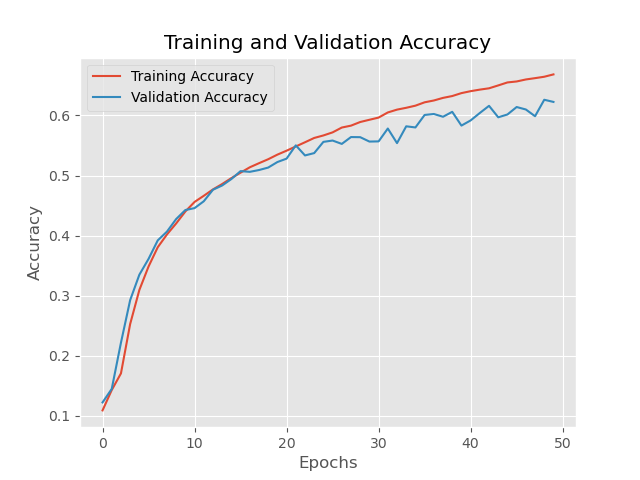 Training and Validation Accuracy
Training Accuracy
Validation Accuracy
0.6
0.5
0.4
0.3
0.2
0.1
Accuracy
0 10 20 30 40 50
Epochs